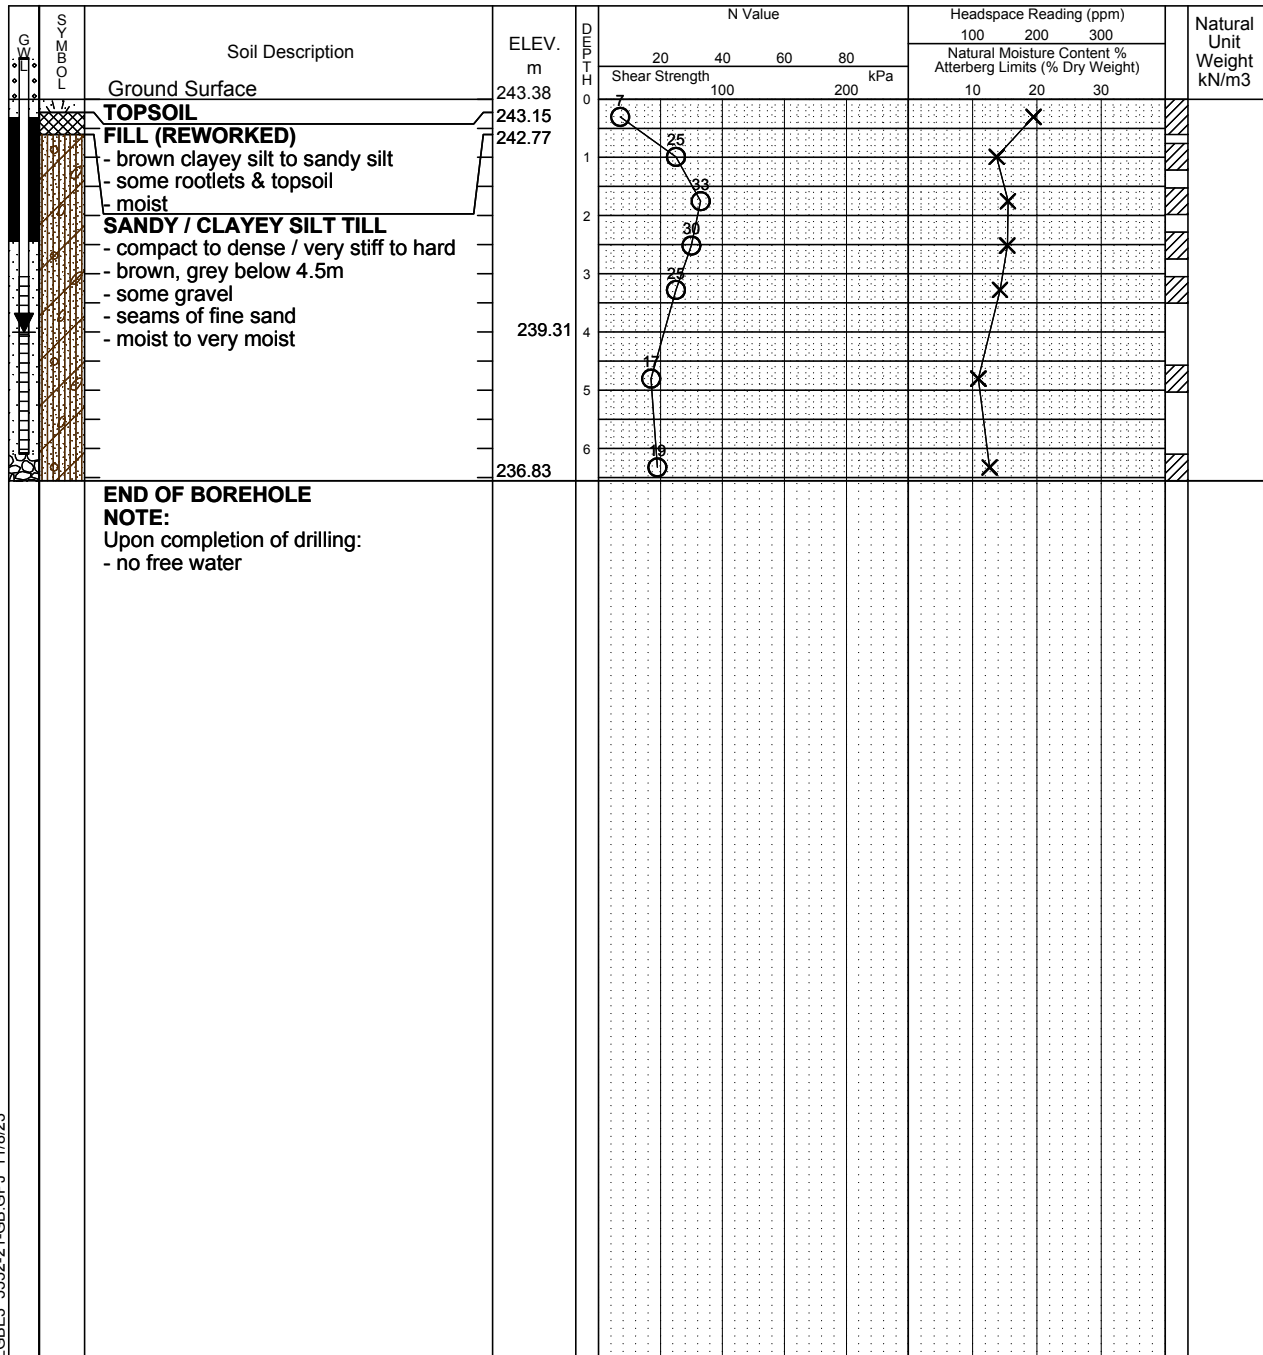 GWL
SYMBOL
Soil Description
ELEV.
m
DEPTH
N Value
20 40 60 80
Shear Strength kPa
100 200
Headspace Reading (ppm)
100 200 300
Natural Moisture Content %
Atterberg Limits (% Dry Weight)
10 20 30
Natural
Unit
Weight
kN/m3
Ground Surface 243.38 0
TOPSOIL 243.15 7
FILL (REWORKED) 242.77 25
- brown clayey silt to sandy silt 1
- some rootlets & topsoil 33
- moist
SANDY / CLAYEY SILT TILL 2 30
- compact to dense / very stiff to hard
- brown, grey below 4.5m 3 25
- some gravel
- seams of fine sand
- moist to very moist 239.31 4
17
5
6 19
236.83
END OF BOREHOLE
NOTE:
Upon completion of drilling:
- no free water